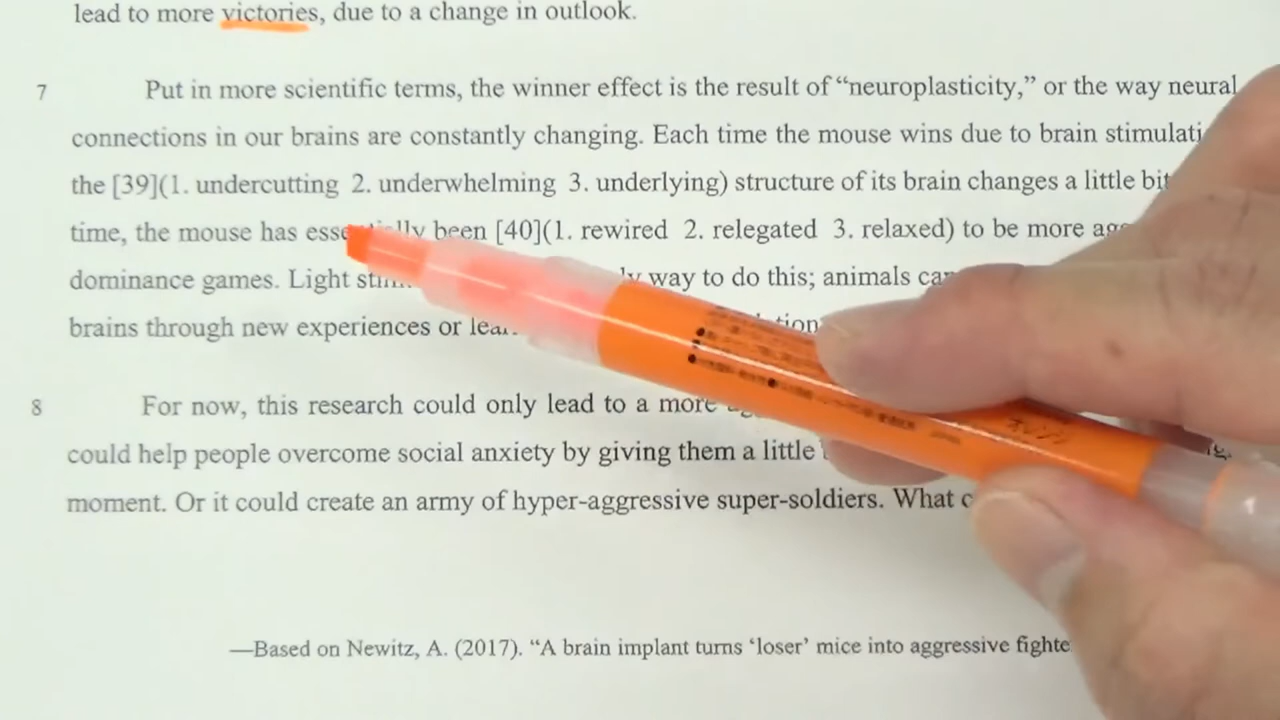 lead to more victories, due to a change in outlook.
7 Put in more scientific terms, the winner effect is the result of “neuroplasticity,” or the way neural
connections in our brains are constantly changing. Each time the mouse wins due to brain
the [39](1. undercutting 2. underwhelming 3. underlying) structure of its brain changes a little bit
time, the mouse has been [40](1. rewired 2. relegated 3. relaxed) to be more
dominance games. Light way to do this; animals
brains through new experiences or
8 For now, this research could only lead to a more
could help people overcome social anxiety by giving them a little
moment. Or it could create an army of hyper-aggressive super-soldiers. What
—Based on Newitz, A. (2017). “A brain implant turns ‘loser’ mice into aggressive